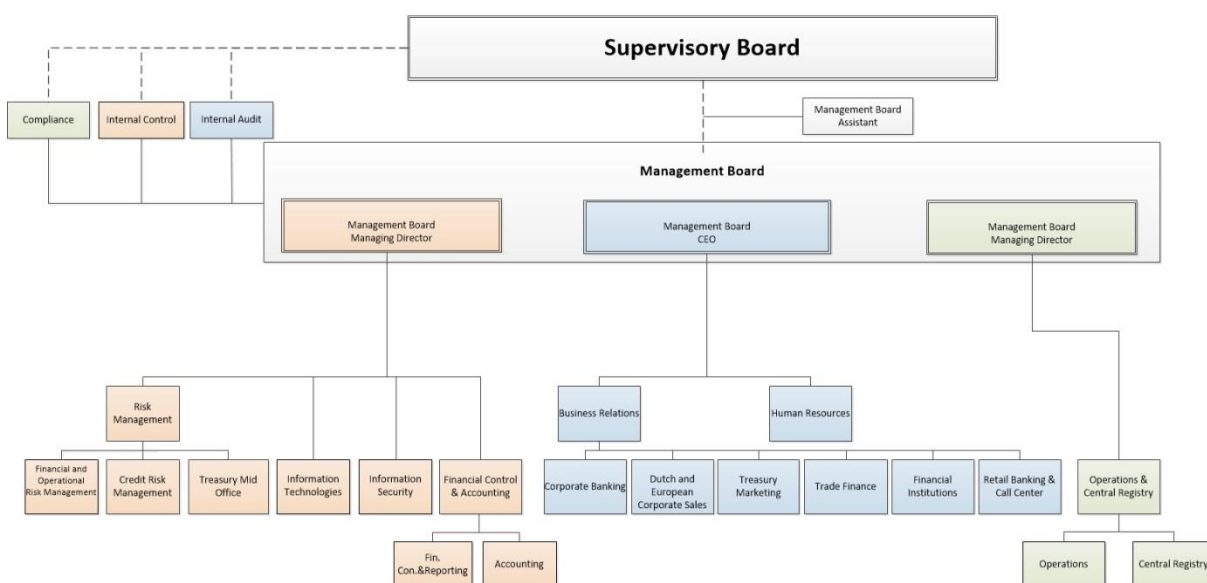 Supervisory Board
Management Board
Assistant
Compliance
Internal Control
Internal Audit
Management Board
Management Board
Managing Director
Management Board
CEO
Management Board
Managing Director
Risk
Management
Business Relations
Human Resources
Financial and
Operational
Risk Management
Credit Risk
Management
Treasury Mid
Office
Information
Technologies
Information
Security
Financial Control
& Accounting
Corporate Banking
Dutch and
European
Corporate Sales
Treasury
Marketing
Trade Finance
Financial
Institutions
Retail Banking &
Call Center
Operations &
Central Registry
Fin.
Con.&Reporting
Accounting
Operations
Central Registry